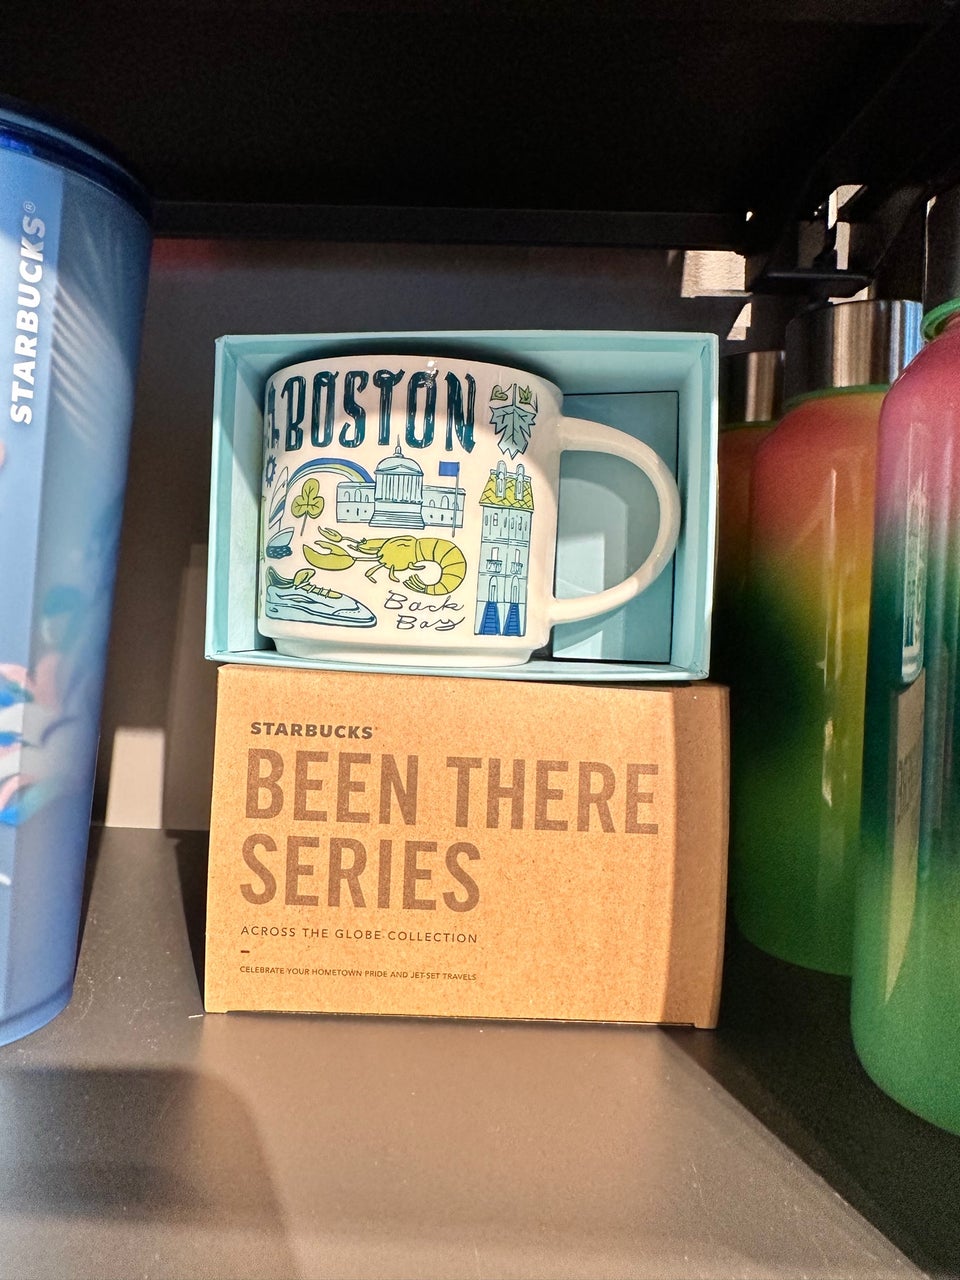 STARBUCKS®
BOSTON
Back
Bay
STARBUCKS®
BEEN THERE
SERIES
ACROSS THE GLOBE COLLECTION
–
CELEBRATE YOUR HOMETOWN PRIDE AND JET-SET TRAVELS